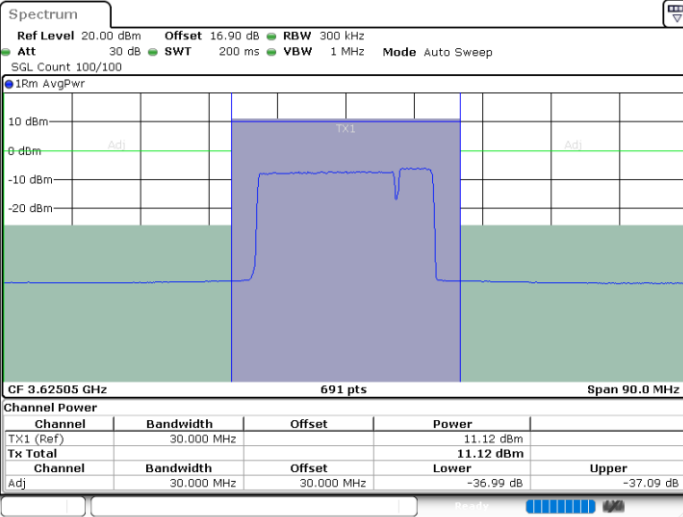 Spectrum
Ref Level 20.00 dBm Offset 16.90 dB RBW 300 kHz
Att 30 dB SWT 200 ms VBW 1 MHz Mode Auto Sweep
SGL Count 100/100
1Rm AvgPwr
10 dBm
TX1
Adj Adj
0 dBm
-10 dBm
-20 dBm
CF 3.62505 GHz 691 pts Span 90.0 MHz
Channel Power
Channel Bandwidth Offset Power
TX1 (Ref) 30.000 MHz 11.12 dBm
Tx Total 11.12 dBm
Channel Bandwidth Offset Lower Upper
Adj 30.000 MHz 30.000 MHz -36.99 dB -37.09 dB
Ready